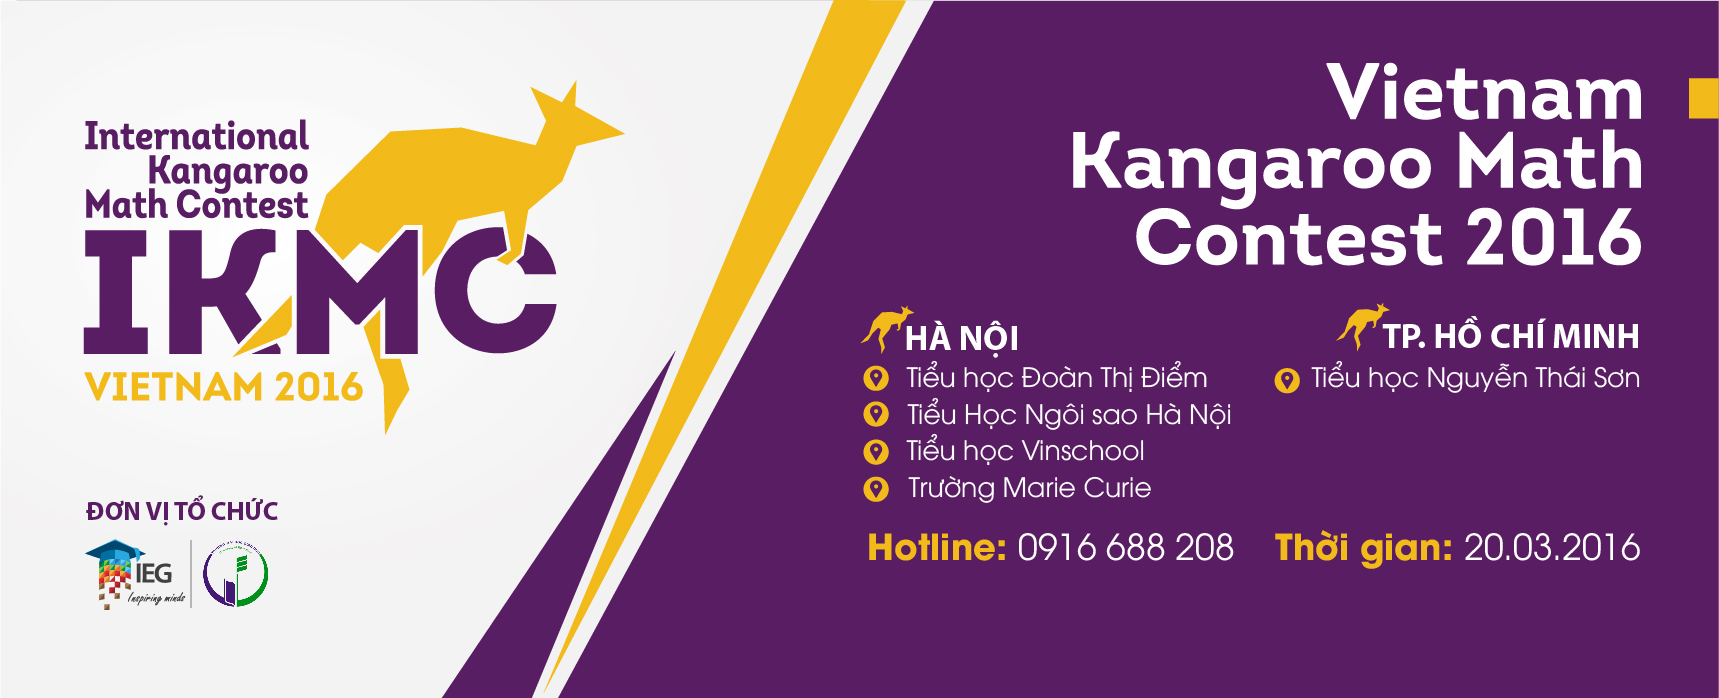 International
Kangaroo
Math Contest
IKMC
VIETNAM 2016
ĐƠN VỊ TỔ CHỨC
IEG
Inspiring minds
Vietnam
Kangaroo Math
Contest 2016
HÀ NỘI
Tiểu học Đoàn Thị Điểm
Tiểu Học Ngôi sao Hà Nội
Tiểu học Vinschool
Trường Marie Curie
TP. HỒ CHÍ MINH
Tiểu học Nguyễn Thái Sơn
Hotline: 0916 688 208
Thời gian: 20.03.2016